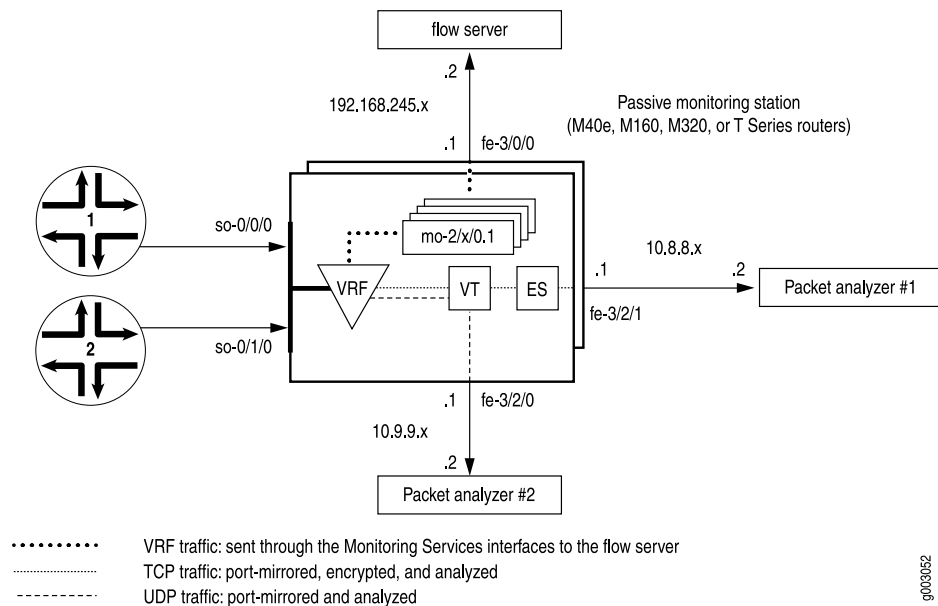 flow server
.2
192.168.245.x
Passive monitoring station
(M40e, M160, M320, or T Series routers)
.1
fe-3/0/0
1
so-0/0/0
mo-2/x/0.1
10.8.8.x
.1
.2
VRF
VT
ES
Packet analyzer #1
fe-3/2/1
2
so-0/1/0
.1
fe-3/2/0
10.9.9.x
.2
Packet analyzer #2
VRF traffic: sent through the Monitoring Services interfaces to the flow server
TCP traffic: port-mirrored, encrypted, and analyzed
UDP traffic: port-mirrored and analyzed
g003052